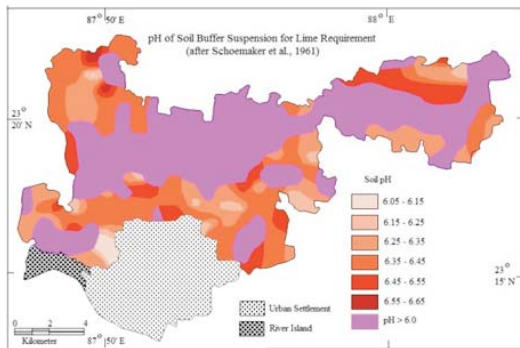 87° 50' E
88° E
pH of Soil Buffer Suspension for Lime Requirement
(after Schoemaker et al., 1961)
23°
20' N
Soil pH
6.05 - 6.15
6.15 - 6.25
6.25 - 6.35
6.35 - 6.45
6.45 - 6.55
6.55 - 6.65
pH > 6.0
23°
15' N
Urban Settlement
River Island
2 0 2 4
Kilometer
87° 50' E
88° E